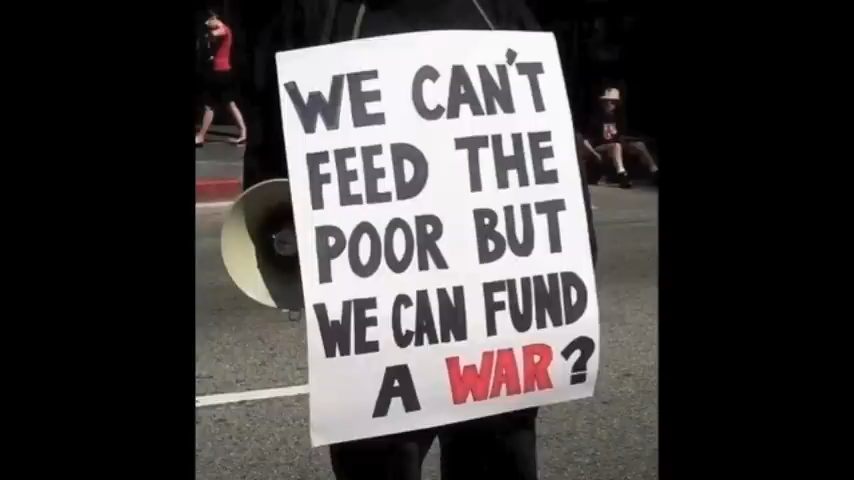 WE CAN'T
FEED THE
POOR BUT
WE CAN FUND
A WAR?